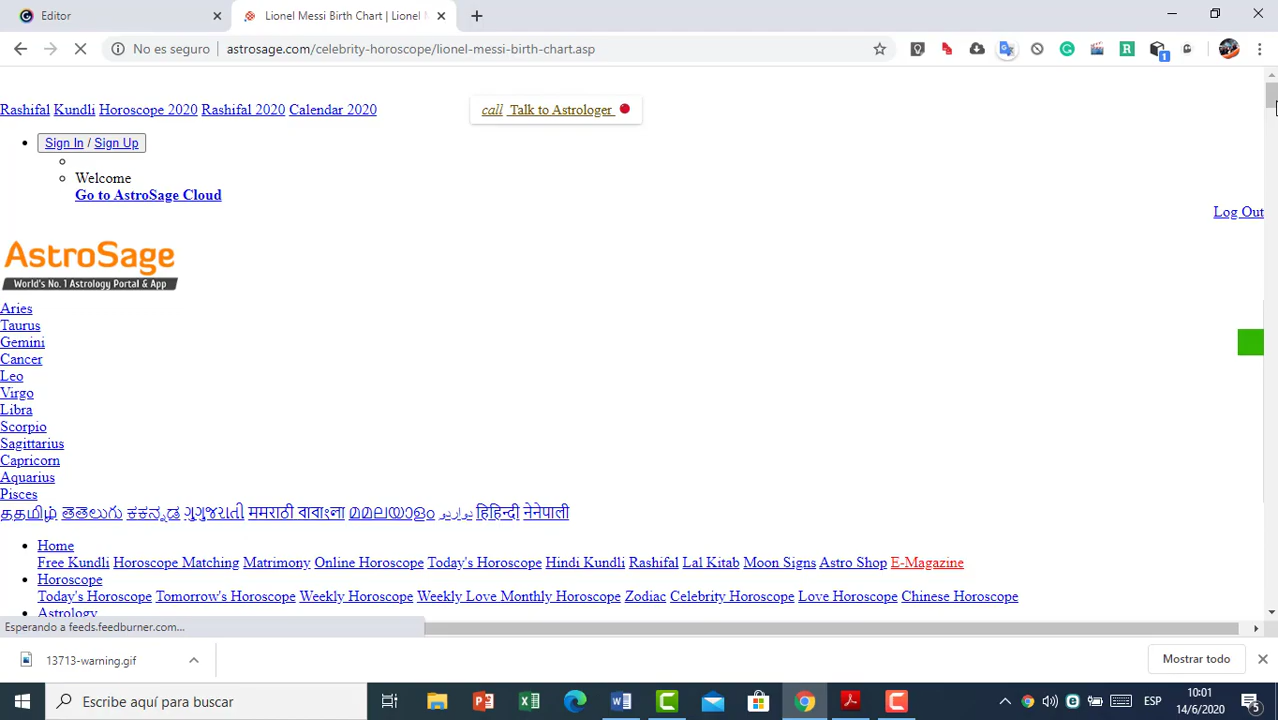 Editor
Lionel Messi Birth Chart | Lionel M
No es seguro
astrosage.com/celebrity-horoscope/lionel-messi-birth-chart.asp
Rashifal Kundli Horoscope 2020 Rashifal 2020 Calendar 2020
call Talk to Astrologer
Sign In / Sign Up
Welcome
Go to AstroSage Cloud
Log Out
AstroSage
World's No. 1 Astrology Portal & App
Aries
Taurus
Gemini
Cancer
Leo
Virgo
Libra
Scorpio
Sagittarius
Capricorn
Aquarius
Pisces
ததமிழ் తెతెలుగు ಕಕನ್ನಡ ગુગુજરાતી ममराठी बाবাংলা മമലയാളം دواردو हिहिन्दी नेनेपाली
Home
Free Kundli Horoscope Matching Matrimony Online Horoscope Today's Horoscope Hindi Kundli Rashifal Lal Kitab Moon Signs Astro Shop E-Magazine
Horoscope
Today's Horoscope Tomorrow's Horoscope Weekly Horoscope Weekly Love Monthly Horoscope Zodiac Celebrity Horoscope Love Horoscope Chinese Horoscope
Astrology
Esperando a feeds.feedburner.com...
13713-warning.gif
Mostrar todo
Escribe aquí para buscar
ESP
10:01
14/6/2020
5